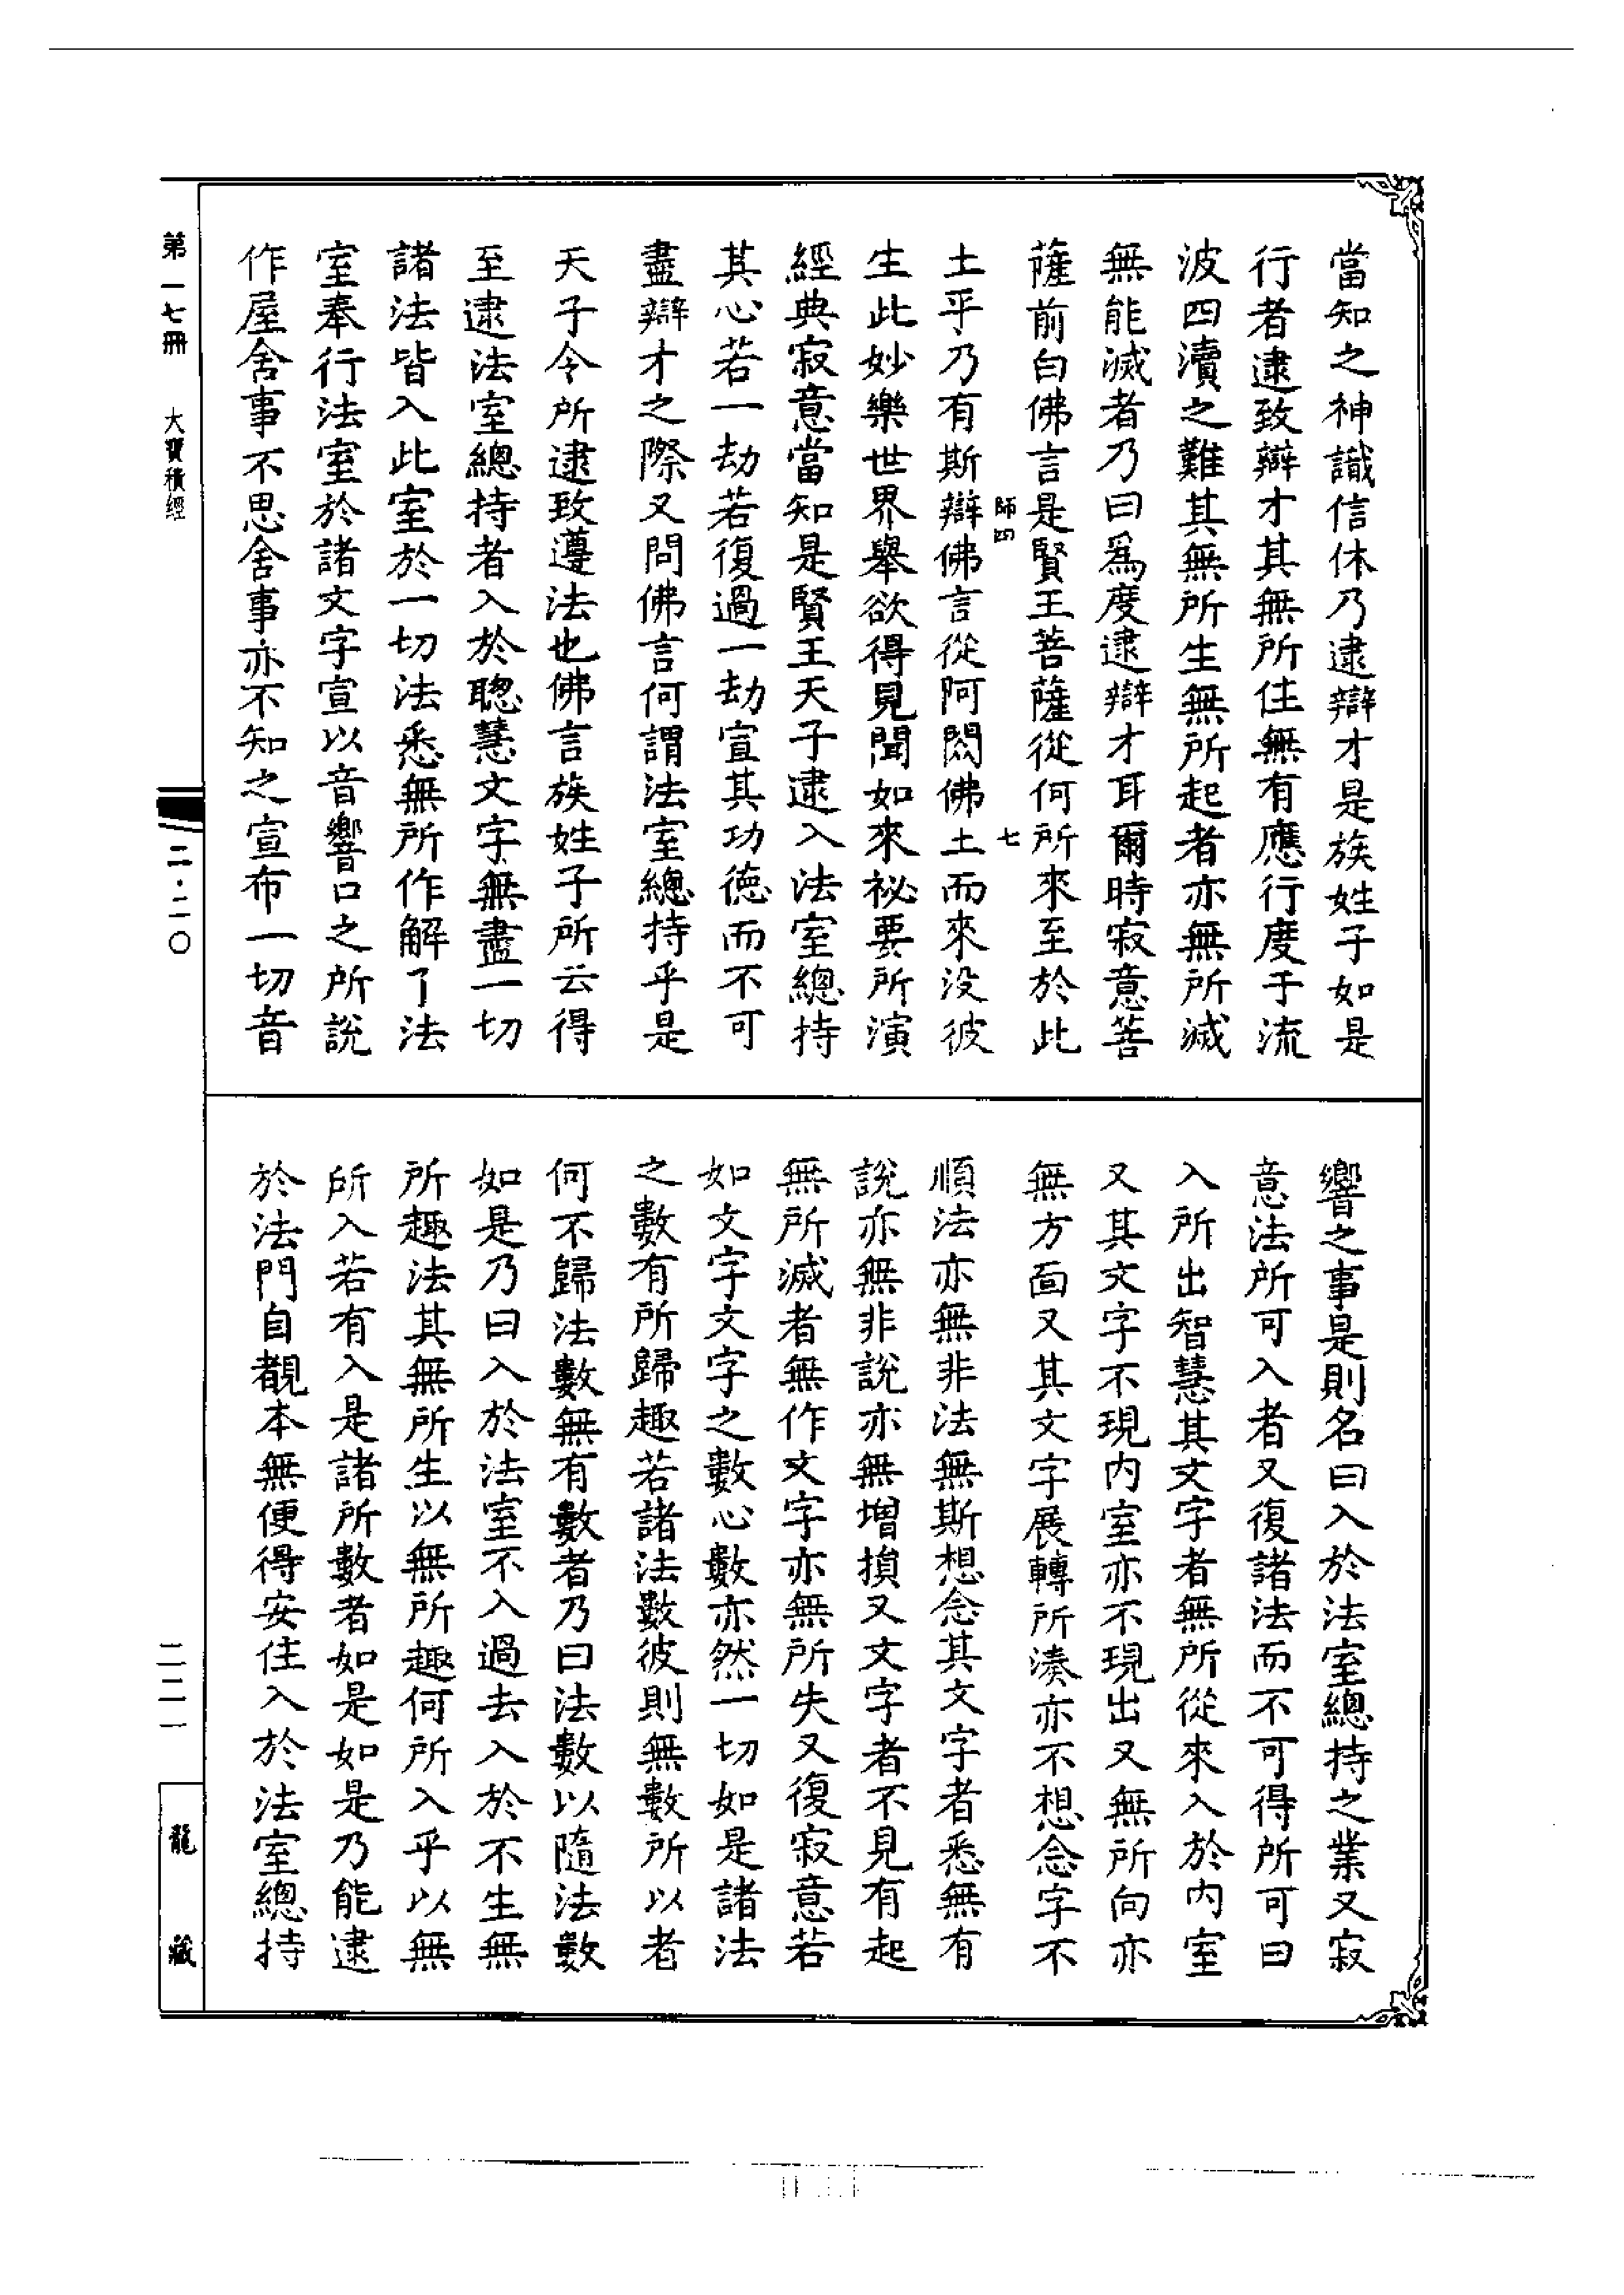 當知之神識信休乃逮辯才是族姓子如是
行者逮致辯才其無所住無有應行度于流
波四瀆之難其無所生無所起者亦無所滅
無能滅者乃曰爲度逮辯才耳爾時寂意菩
薩前白佛言是賢王菩薩從何所來至於此
師四
七
土乎乃有斯辯佛言從阿閦佛土而來没彼
生此妙樂世界舉欲得見聞如來祕要所演
經典寂意當知是賢王天子逮入法室總持
其心若一劫若復過一劫宣其功德而不可
盡辯才之際又問佛言何謂法室總持乎是
天子今所逮致遵法也佛言族姓子所云得
至逮法室總持者入於聰慧文字無盡一切
諸法皆入此室於一切法悉無所作解了法
室奉行法室於諸文字宣以音響口之所説
作屋舍事不思舍事亦不知之宣布一切音
響之事是則名曰入於法室總持之業又寂
意法所可入者又復諸法而不可得所可曰
入所出智慧其文字者無所從來入於内室
又其文字不現内室亦不現出又無所向亦
無方面又其文字展轉所湊亦不想念字不
順法亦無非法無斯想念其文字者悉無有
説亦無非説亦無增損又文字者不見有起
無所滅者無作文字亦無所失又復寂意若
如文字文字之數心數亦然一切如是諸法
之數有所歸趣若諸法數彼則無數所以者
何不歸法數無有數者乃曰法數以隨法數
如是乃曰入於法室不入過去入於不生無
所趣法其無所生以無所趣何所入乎以無
所入若有入是諸所數者如是如是乃能逮
於法門自覩本無便得安住入於法室總持
第一七冊
大寶積經
二·二〇
二二一
龍藏